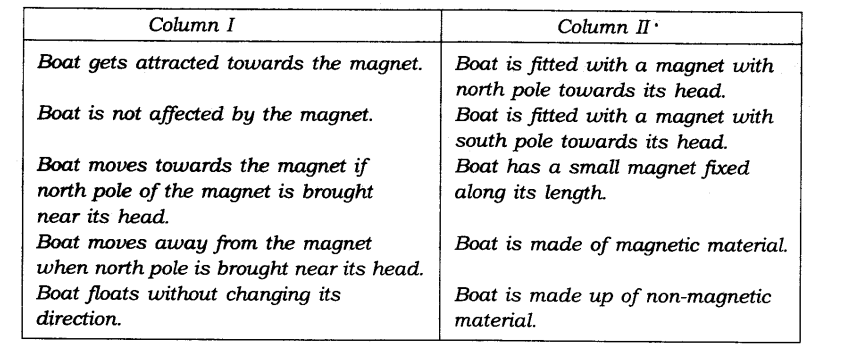 Column I
Column II
Boat gets attracted towards the magnet.
Boat is not affected by the magnet.
Boat moves towards the magnet if
north pole of the magnet is brought
near its head.
Boat moves away from the magnet
when north pole is brought near its head.
Boat floats without changing its
direction.
Boat is fitted with a magnet with
north pole towards its head.
Boat is fitted with a magnet with
south pole towards its head.
Boat has a small magnet fixed
along its length.
Boat is made of magnetic material.
Boat is made up of non-magnetic
material.